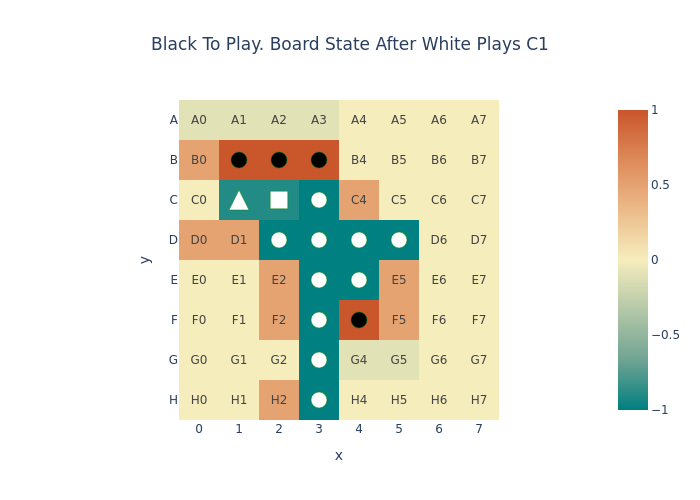 Black To Play. Board State After White Plays C1
A A0 A1 A2 A3 A4 A5 A6 A7
B B0 B4 B5 B6 B7
C C0 C4 C5 C6 C7
D D0 D1 D6 D7
E E0 E1 E2 E5 E6 E7
F F0 F1 F2 F5 F6 F7
G G0 G1 G2 G4 G5 G6 G7
H H0 H1 H2 H4 H5 H6 H7
0 1 2 3 4 5 6 7
x
y
1
0.5
0
−0.5
−1